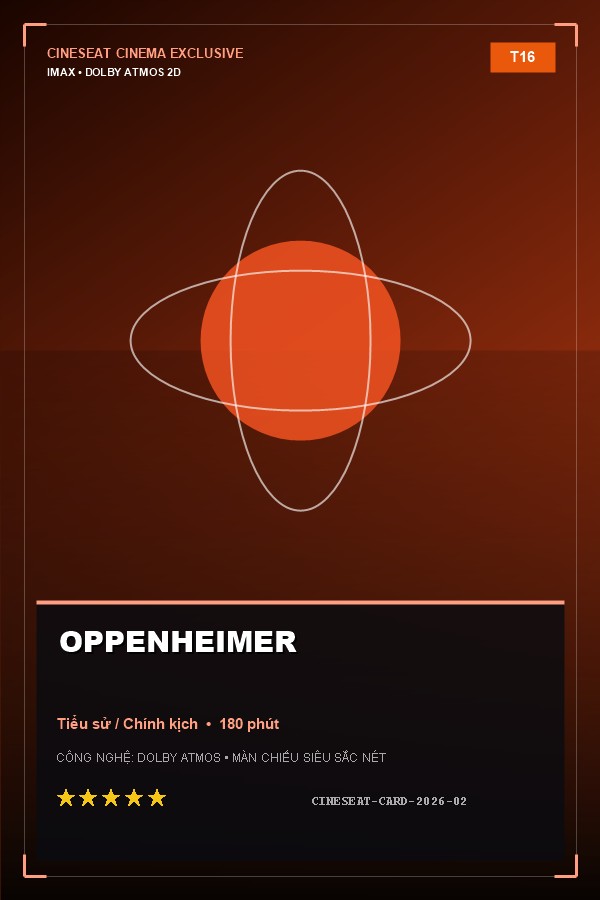 CINESEAT CINEMA EXCLUSIVE
IMAX • DOLBY ATMOS 2D
T16
OPPENHEIMER
Tiểu sử / Chính kịch • 180 phút
CÔNG NGHỆ: DOLBY ATMOS • MÀN CHIẾU SIÊU SẮC NÉT
CINESEAT-CARD-2026-02